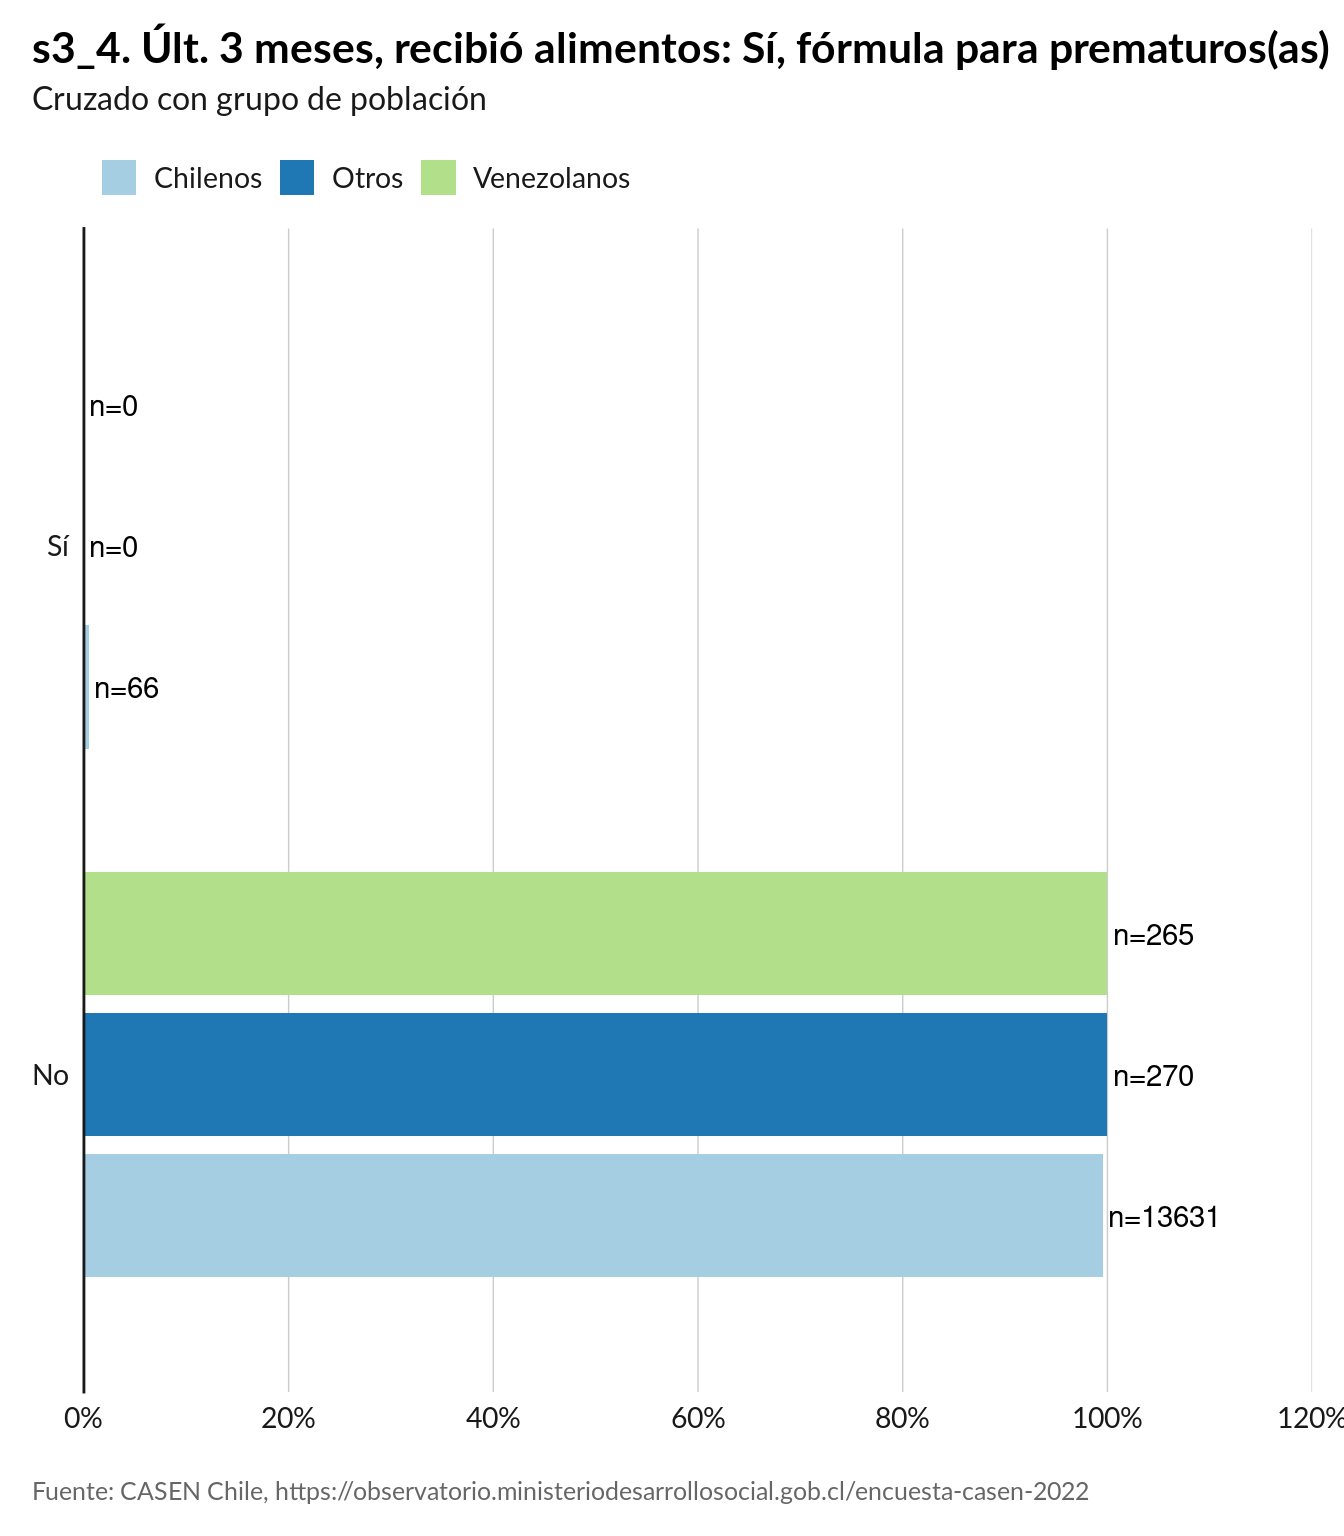 s3_4. Últ. 3 meses, recibió alimentos: Sí, fórmula para prematuros(as)
Cruzado con grupo de población
Chilenos Otros Venezolanos
n=0
Sí n=0
n=66
n=265
No n=270
n=13631
0% 20% 40% 60% 80% 100% 120%
Fuente: CASEN Chile, https://observatorio.ministeriodesarrollosocial.gob.cl/encuesta-casen-2022